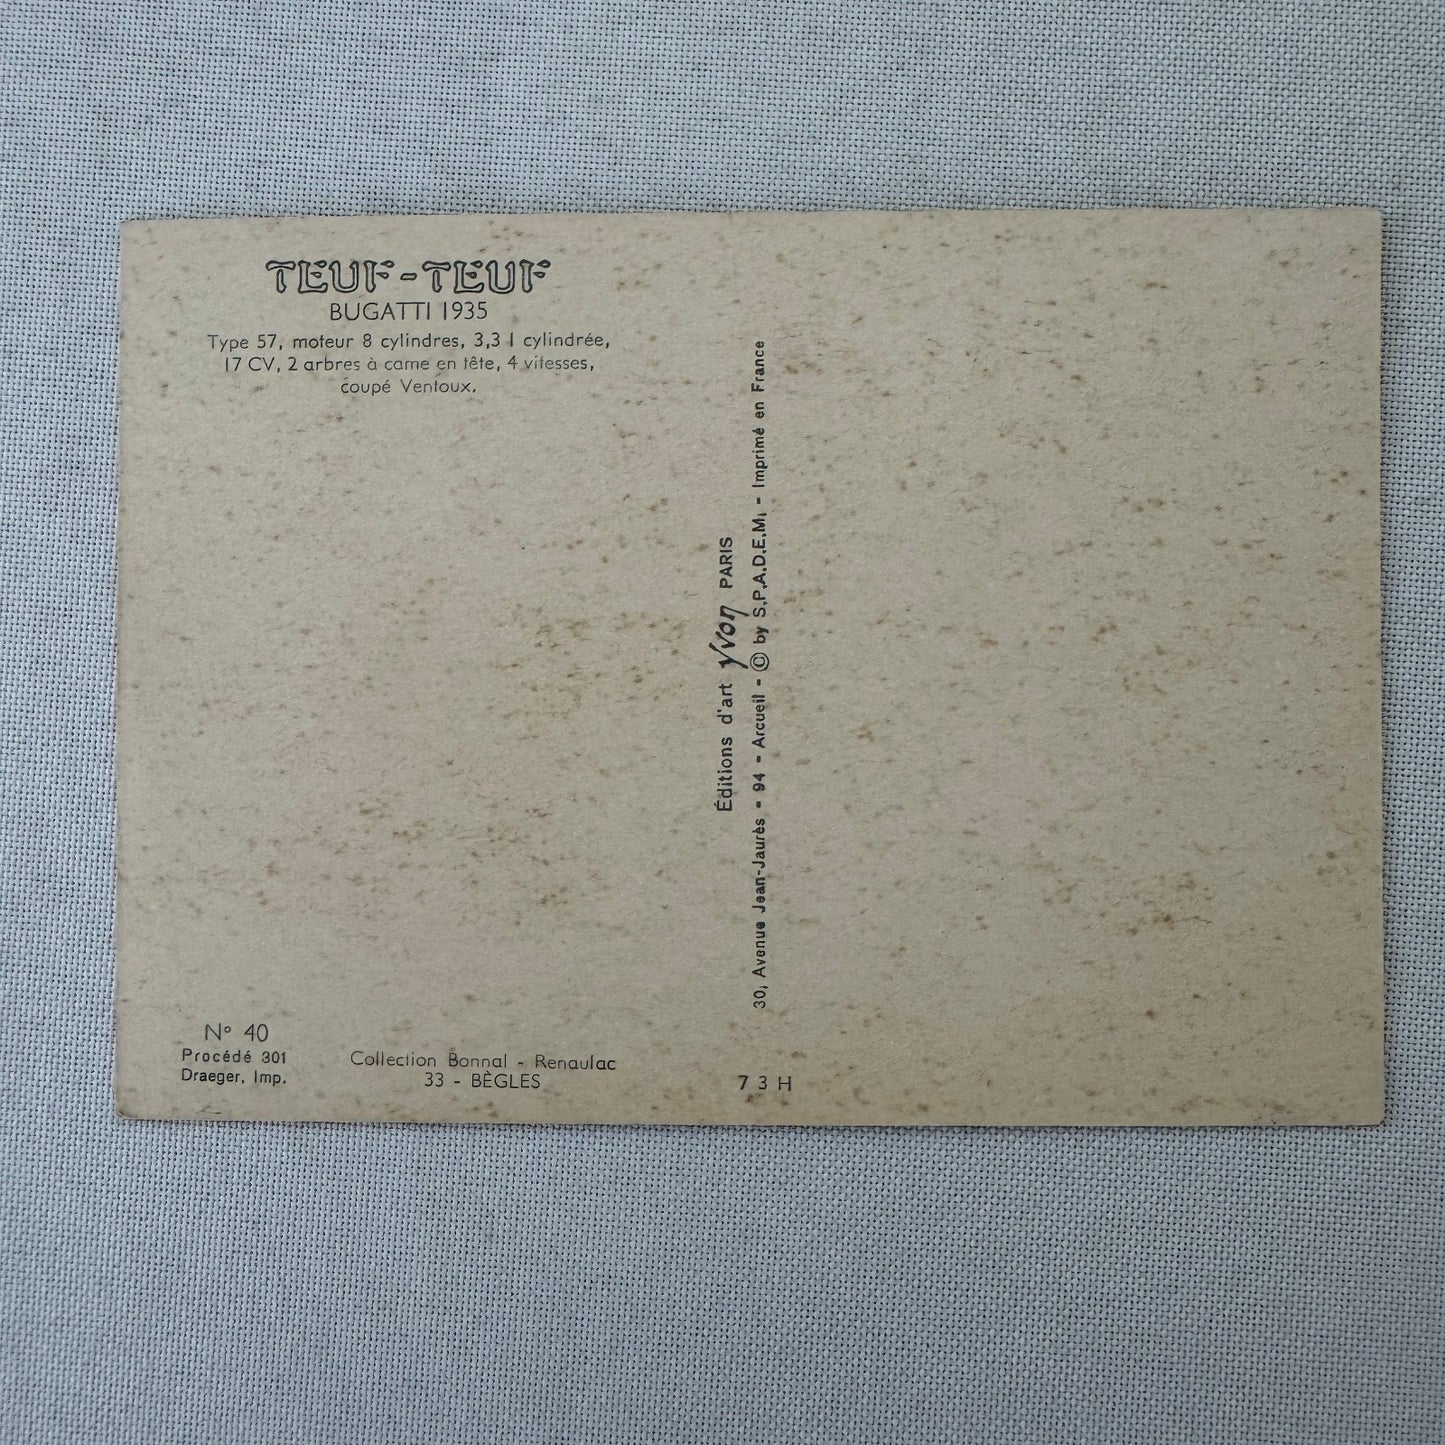 TEUF-TEUF
BUGATTI 1935
Type 57, moteur 8 cylindres, 3,3 l cylindrée,
17 CV, 2 arbres à came en tête, 4 vitesses,
coupé Ventoux.
Éditions d'art yvon PARIS
30, Avenue Jean-Jaurès - 94 - Arcueil - © by S.P.A.D.E.M. - Imprimé en France
N° 40
Procédé 301
Draeger, Imp.
Collection Bonnal - Renaulac
33 - BÈGLES
73H